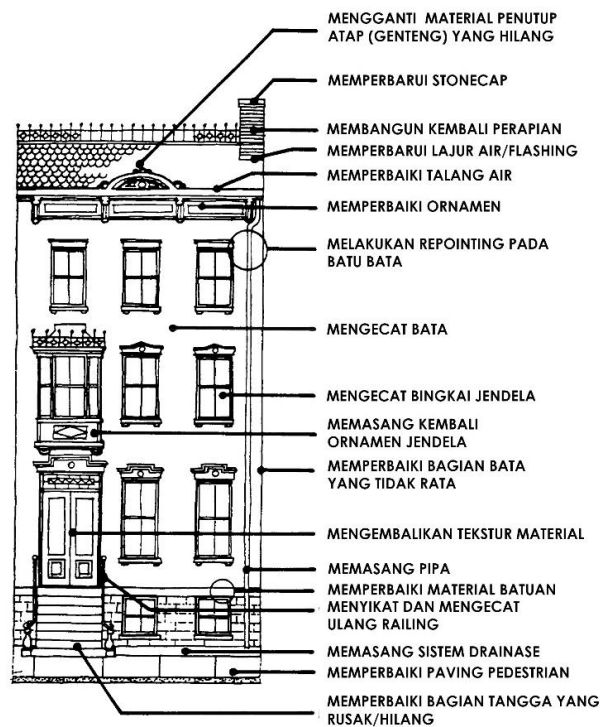 MENGGANTI MATERIAL PENUTUP
ATAP (GENTENG) YANG HILANG
MEMPERBARUI STONECAP
MEMBANGUN KEMBALI PERAPIAN
MEMPERBARUI LAJUR AIR/FLASHING
MEMPERBAIKI TALANG AIR
MEMPERBAIKI ORNAMEN
MELAKUKAN REPOINTING PADA
BATU BATA
MENGECAT BATA
MENGECAT BINGKAI JENDELA
MEMASANG KEMBALI
ORNAMEN JENDELA
MEMPERBAIKI BAGIAN BATA
YANG TIDAK RATA
MENGEMBALIKAN TEKSTUR MATERIAL
MEMASANG PIPA
MEMPERBAIKI MATERIAL BATUAN
MENYIKAT DAN MENGECAT
ULANG RAILING
MEMASANG SISTEM DRAINASE
MEMPERBAIKI PAVING PEDESTRIAN
MEMPERBAIKI BAGIAN TANGGA YANG
RUSAK/HILANG